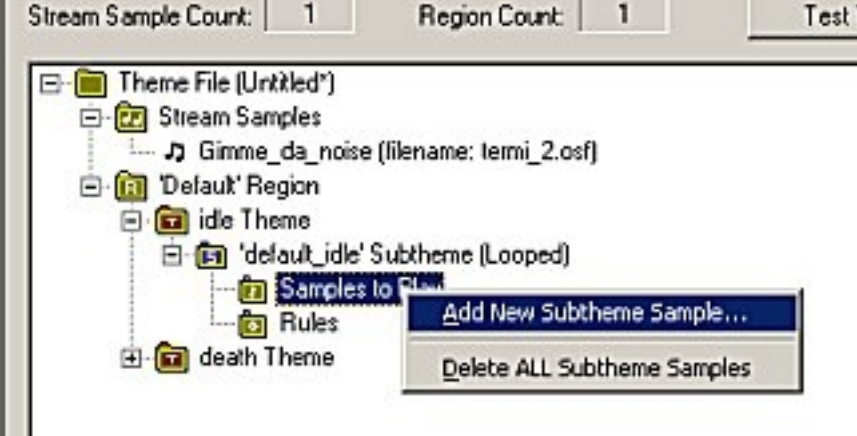 Stream Sample Count: 1 Region Count: 1 Test
Theme File (Untitled*)
Stream Samples
Gimme_da_noise (filename: termi_2.osf)
'Default' Region
idle Theme
'default_idle' Subtheme (Looped)
Samples to Play
Add New Subtheme Sample...
Rules
death Theme
Delete ALL Subtheme Samples